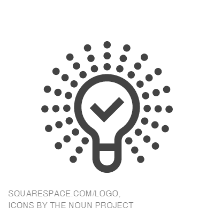 SQUARESPACE.COM/LOGO,
ICONS BY THE NOUN PROJECT